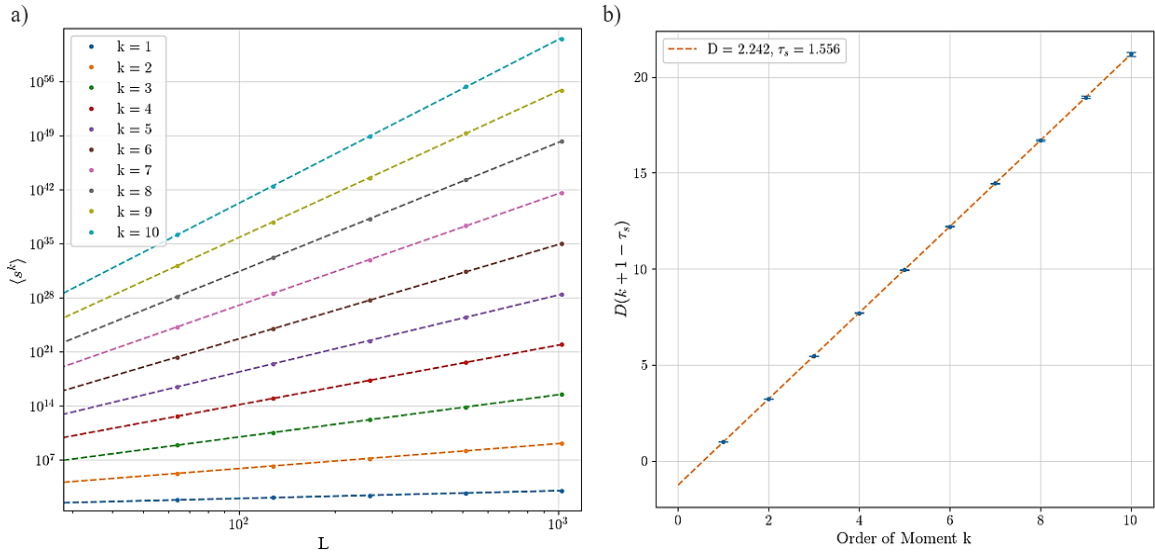 a)
k = 1
k = 2
k = 3
k = 4
k = 5
k = 6
k = 7
k = 8
k = 9
k = 10
10^56
10^49
10^42
10^35
10^28
10^21
10^14
10^7
⟨s^k⟩
10^2
10^3
L
b)
D = 2.242, τ_s = 1.556
20
15
10
5
0
D(k + 1 − τ_s)
0 2 4 6 8 10
Order of Moment k